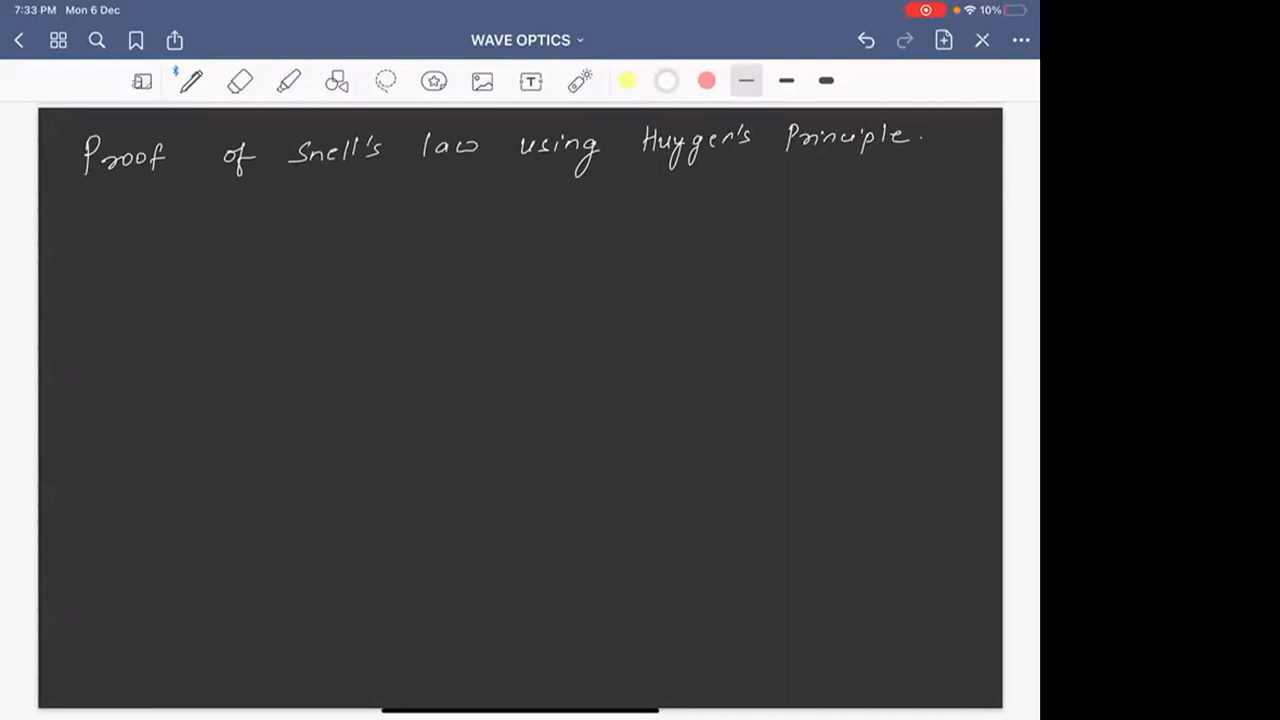 7:33 PM Mon 6 Dec
10%
WAVE OPTICS
T
Proof of Snell's law using Huygen's Principle.